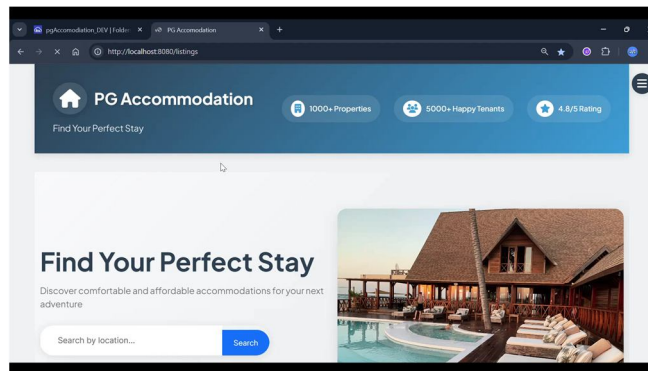 pgAccomodation_DEV | Folder
PG Accomodation
http://localhost:8080/listings
PG Accommodation
1000+ Properties
5000+ Happy Tenants
4.8/5 Rating
Find Your Perfect Stay
Find Your Perfect Stay
Discover comfortable and affordable accommodations for your next
adventure
Search by location...
Search